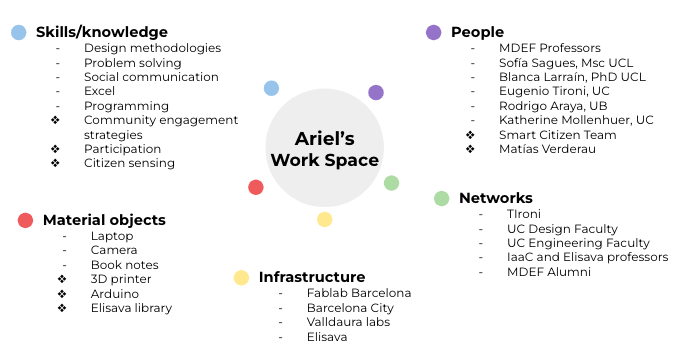 Skills/knowledge
- Design methodologies
- Problem solving
- Social communication
- Excel
- Programming
❖ Community engagement
strategies
❖ Participation
❖ Citizen sensing
People
- MDEF Professors
- Sofía Sagues, Msc UCL
- Blanca Larraín, PhD UCL
- Eugenio Tironi, UC
- Rodrigo Araya, UB
- Katherine Mollenhuer, UC
❖ Smart Citizen Team
❖ Matías Verderau
Ariel's
Work Space
Material objects
- Laptop
- Camera
- Book notes
❖ 3D printer
❖ Arduino
❖ Elisava library
Infrastructure
- Fablab Barcelona
- Barcelona City
- Valldaura labs
- Elisava
Networks
- TIroni
- UC Design Faculty
- UC Engineering Faculty
- IaaC and Elisava professors
- MDEF Alumni